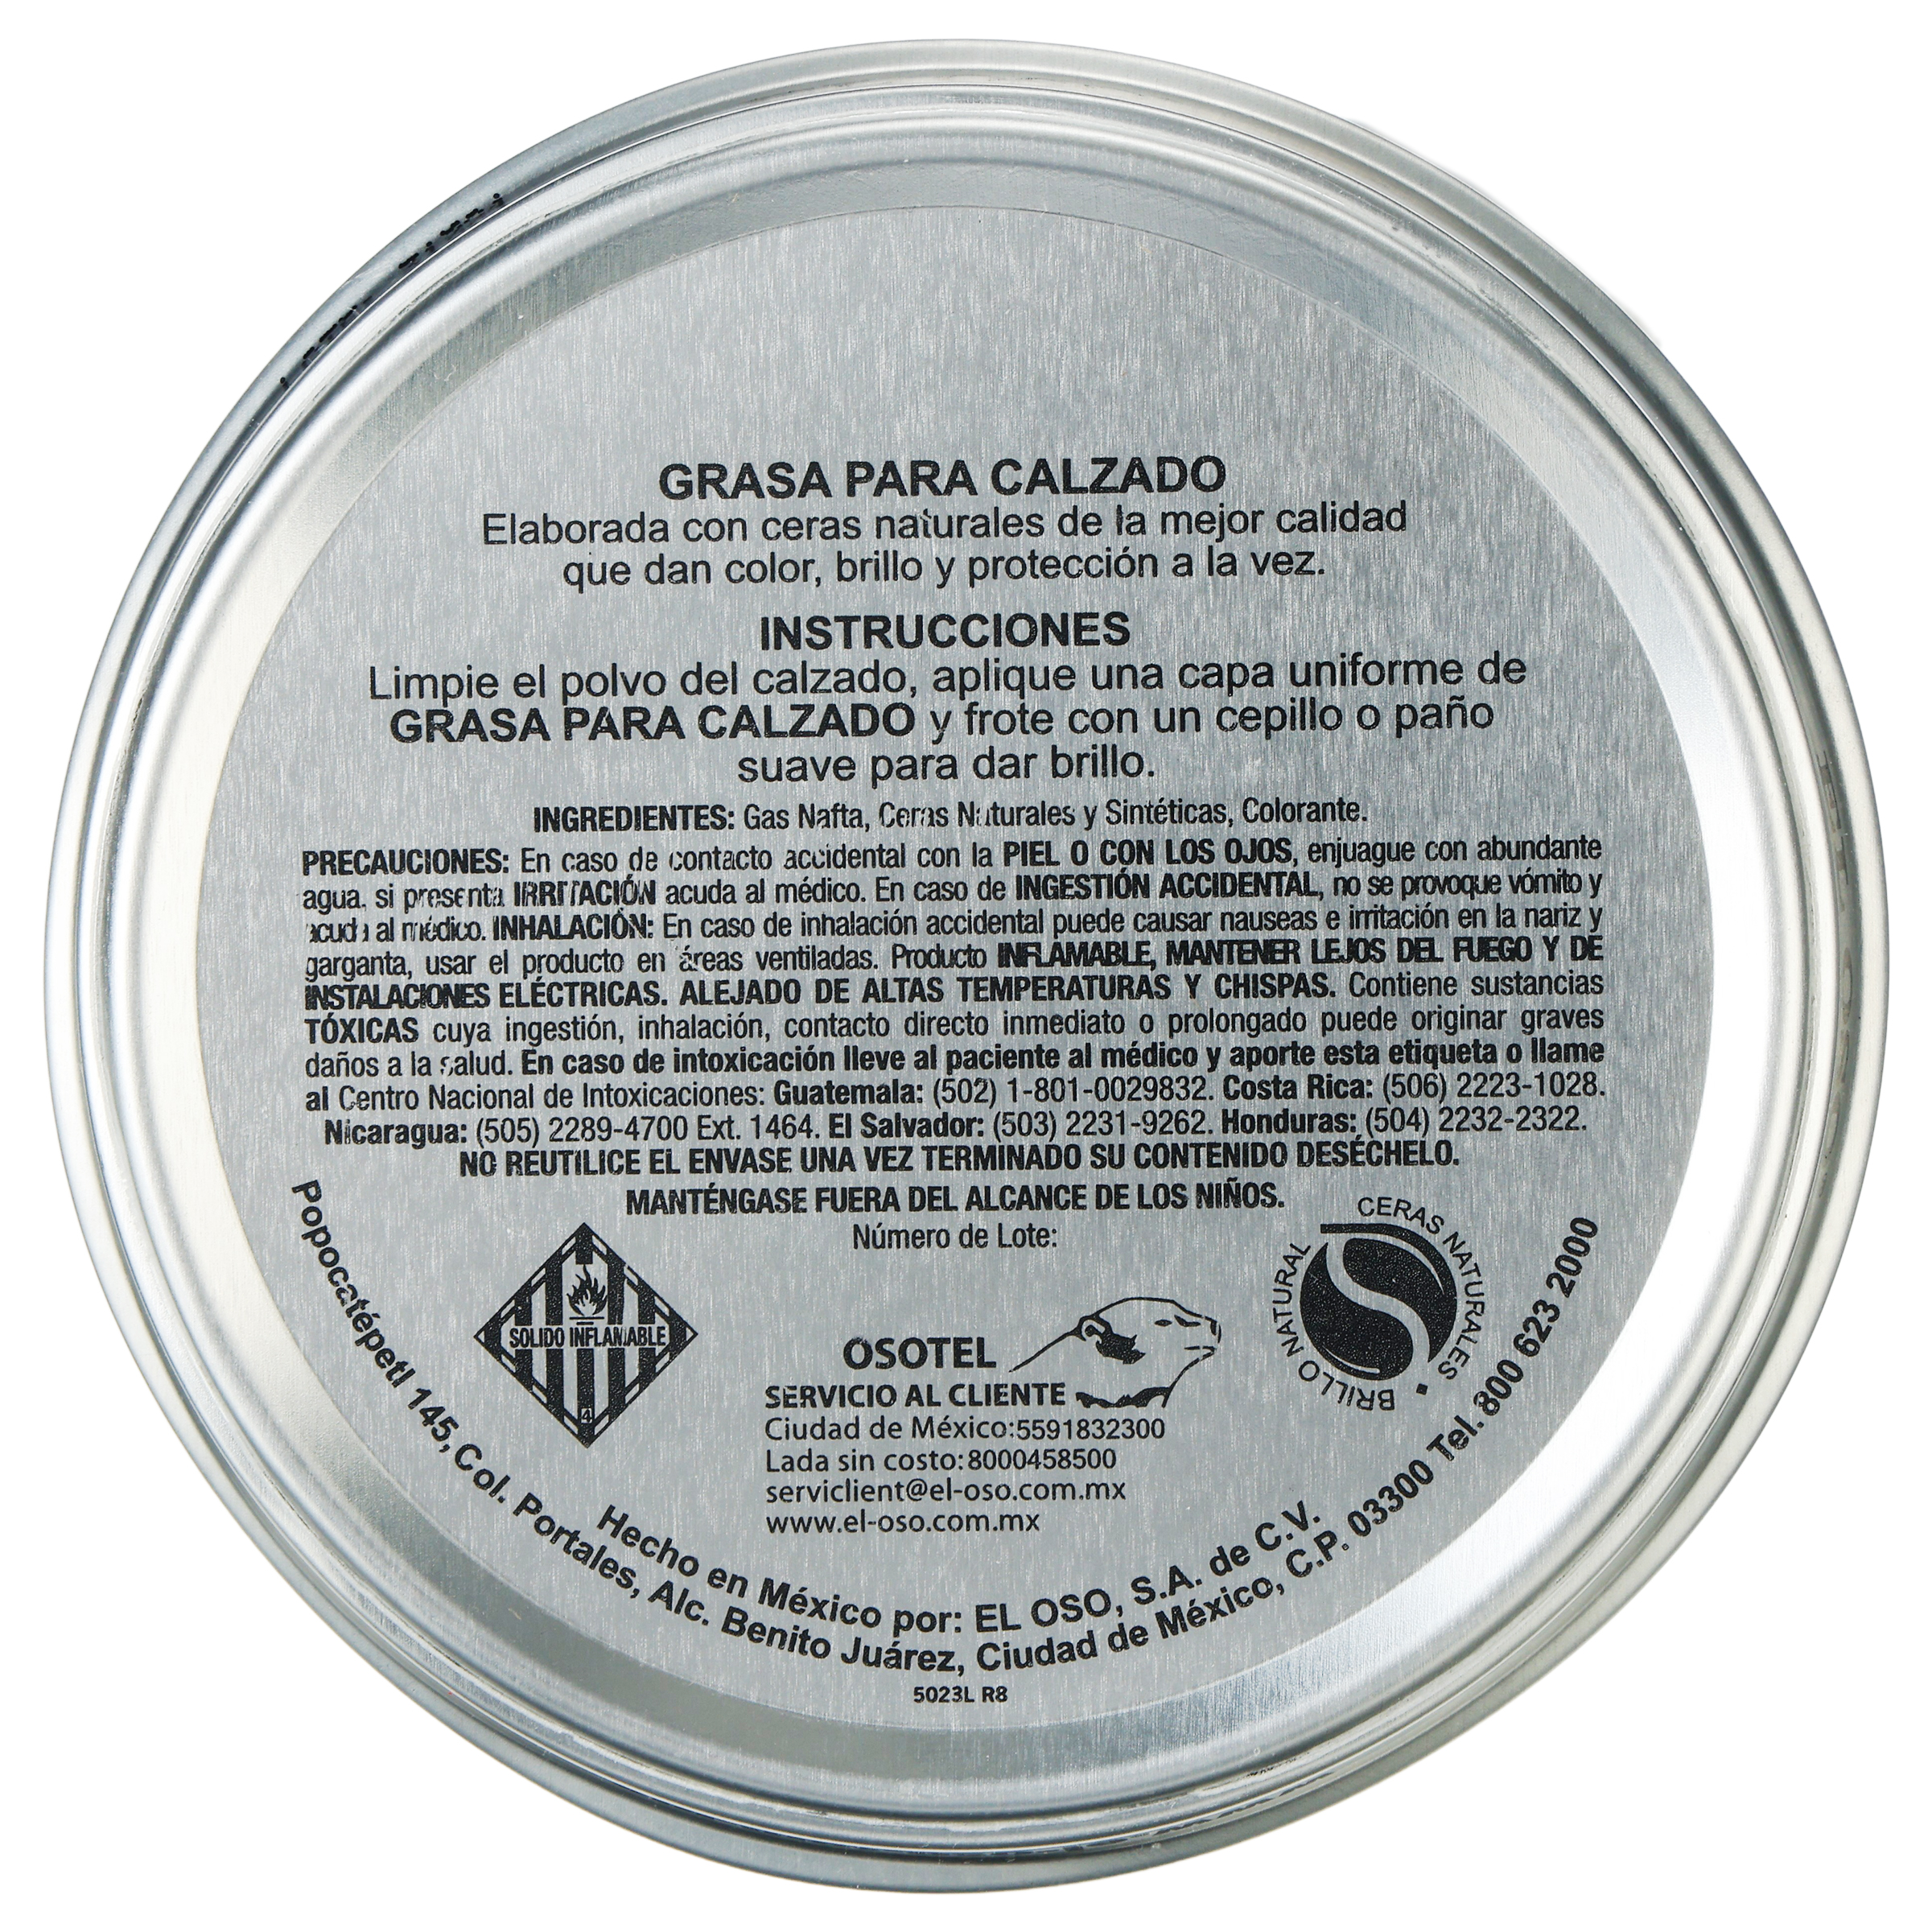 GRASA PARA CALZADO
Elaborada con ceras naturales de la mejor calidad
que dan color, brillo y protección a la vez.
INSTRUCCIONES
Limpie el polvo del calzado, aplique una capa uniforme de
GRASA PARA CALZADO y frote con un cepillo o paño
suave para dar brillo.
INGREDIENTES: Gas Nafta, Ceras Naturales y Sintéticas, Colorante.
PRECAUCIONES: En caso de contacto accidental con la PIEL O CON LOS OJOS, enjuague con abundante
agua. si presenta IRRITACIÓN acuda al médico. En caso de INGESTIÓN ACCIDENTAL, no se provoque vómito y
acuda al médico. INHALACIÓN: En caso de inhalación accidental puede causar nauseas e irritación en la nariz y
garganta, usar el producto en áreas ventiladas. Producto INFLAMABLE, MANTENER LEJOS DEL FUEGO Y DE
INSTALACIONES ELÉCTRICAS. ALEJADO DE ALTAS TEMPERATURAS Y CHISPAS. Contiene sustancias
TÓXICAS cuya ingestión, inhalación, contacto directo inmediato o prolongado puede originar graves
daños a la salud. En caso de intoxicación lleve al paciente al médico y aporte esta etiqueta o llame
al Centro Nacional de Intoxicaciones: Guatemala: (502) 1-801-0029832. Costa Rica: (506) 2223-1028.
Nicaragua: (505) 2289-4700 Ext. 1464. El Salvador: (503) 2231-9262. Honduras: (504) 2232-2322.
NO REUTILICE EL ENVASE UNA VEZ TERMINADO SU CONTENIDO DESÉCHELO.
MANTÉNGASE FUERA DEL ALCANCE DE LOS NIÑOS.
Número de Lote:
SOLIDO INFLAMABLE
4
OSOTEL
SERVICIO AL CLIENTE
Ciudad de México:5591832300
Lada sin costo:8000458500
serviclient@el-oso.com.mx
www.el-oso.com.mx
BRILLO NATURAL
CERAS NATURALES
Hecho en México por: EL OSO, S.A. de C.V.
Popocatépetl 145, Col. Portales, Alc. Benito Juárez, Ciudad de México, C.P. 03300 Tel. 800 623 2000
5023L R8